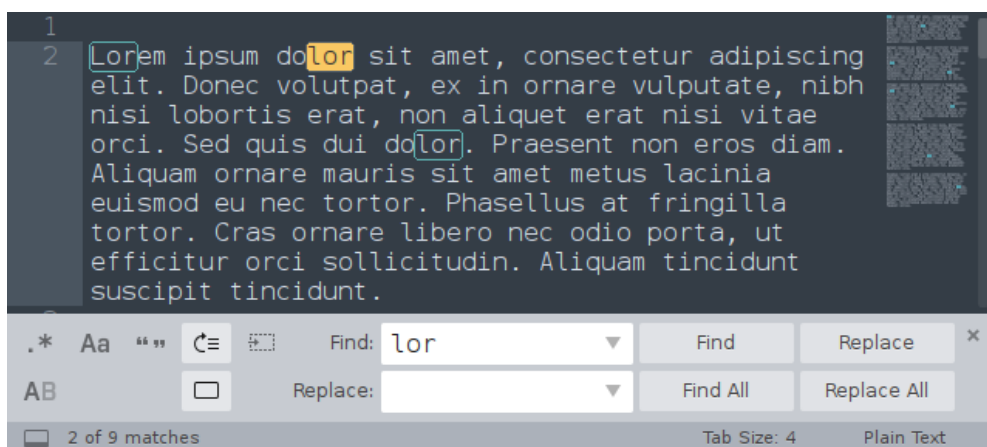 1
2 Lorem ipsum dolor sit amet, consectetur adipiscing
elit. Donec volutpat, ex in ornare vulputate, nibh
nisi lobortis erat, non aliquet erat nisi vitae
orci. Sed quis dui dolor. Praesent non eros diam.
Aliquam ornare mauris sit amet metus lacinia
euismod eu nec tortor. Phasellus at fringilla
tortor. Cras ornare libero nec odio porta, ut
efficitur orci sollicitudin. Aliquam tincidunt
suscipit tincidunt.
.* Aa “” Find: lor Find Replace ×
AB Replace: Find All Replace All
2 of 9 matches Tab Size: 4 Plain Text